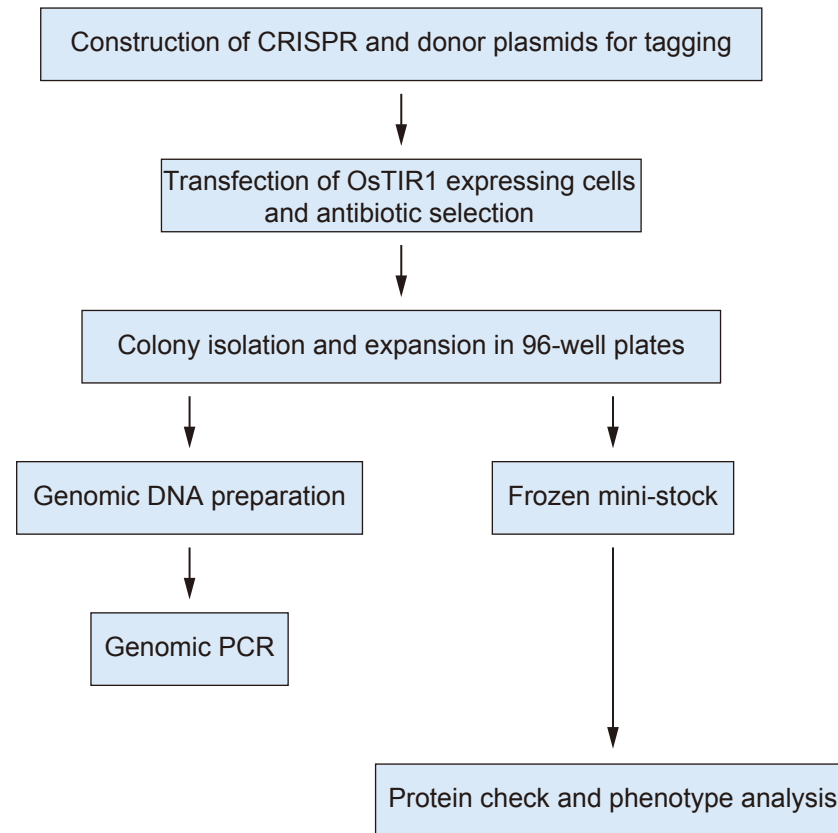 Construction of CRISPR and donor plasmids for tagging
Transfection of OsTIR1 expressing cells
and antibiotic selection
Colony isolation and expansion in 96-well plates
Genomic DNA preparation
Frozen mini-stock
Genomic PCR
Protein check and phenotype analysis